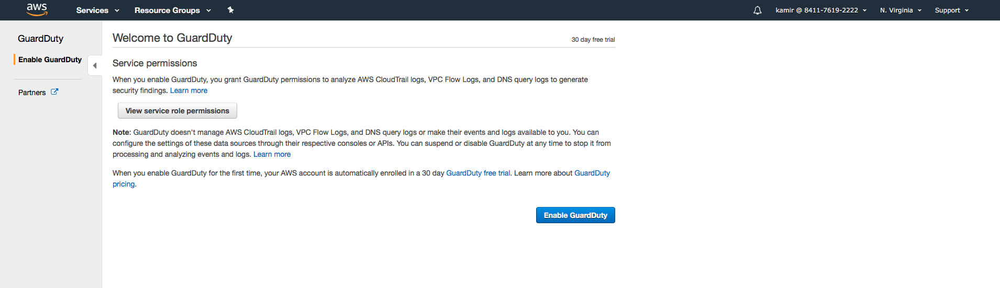 aws Services Resource Groups kamir @ 8411-7619-2222 N. Virginia Support
GuardDuty
Enable GuardDuty
Partners
Welcome to GuardDuty 30 day free trial
Service permissions
When you enable GuardDuty, you grant GuardDuty permissions to analyze AWS CloudTrail logs, VPC Flow Logs, and DNS query logs to generate
security findings. Learn more
View service role permissions
Note: GuardDuty doesn't manage AWS CloudTrail logs, VPC Flow Logs, and DNS query logs or make their events and logs available to you. You can
configure the settings of these data sources through their respective consoles or APIs. You can suspend or disable GuardDuty at any time to stop it from
processing and analyzing events and logs. Learn more
When you enable GuardDuty for the first time, your AWS account is automatically enrolled in a 30 day GuardDuty free trial. Learn more about GuardDuty
pricing.
Enable GuardDuty